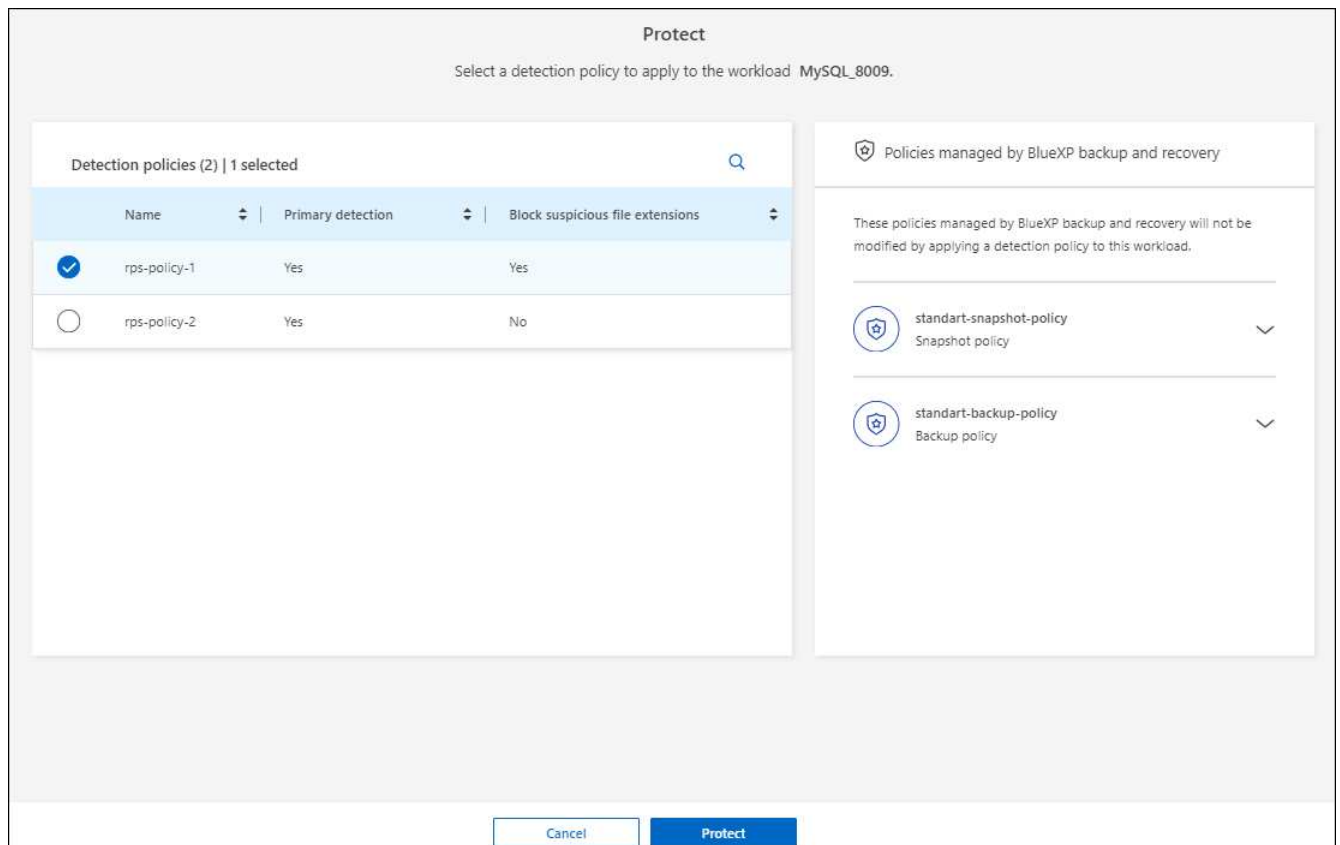 Protect
Select a detection policy to apply to the workload MySQL_8009.
Detection policies (2) | 1 selected
Name | Primary detection | Block suspicious file extensions
rps-policy-1 Yes Yes
rps-policy-2 Yes No
Policies managed by BlueXP backup and recovery
These policies managed by BlueXP backup and recovery will not be
modified by applying a detection policy to this workload.
standart-snapshot-policy
Snapshot policy
standart-backup-policy
Backup policy
Cancel Protect